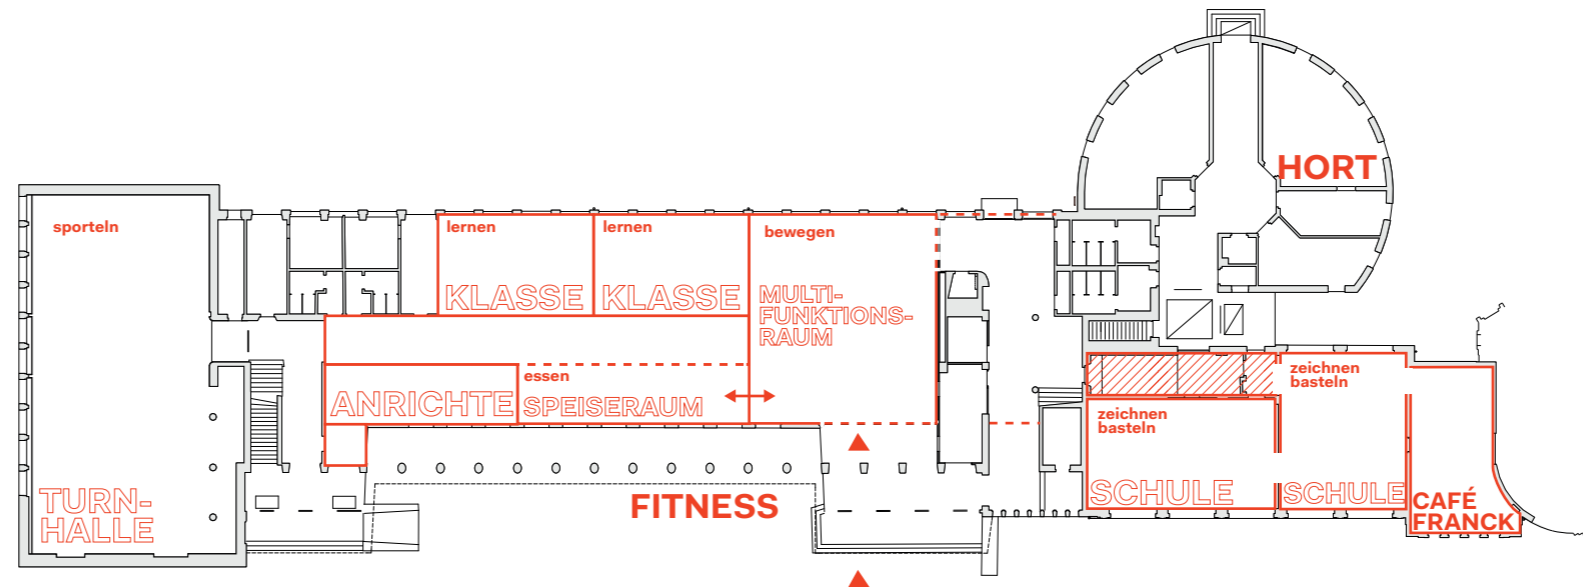 HORT
sporteln
lernen
lernen
bewegen
KLASSE
KLASSE
MULTI-
FUNKTIONS-
RAUM
essen
ANRICHTE
SPEISERAUM
zeichnen
basteln
zeichnen
basteln
TURN-
HALLE
FITNESS
SCHULE
SCHULE
CAFÉ
FRANCK